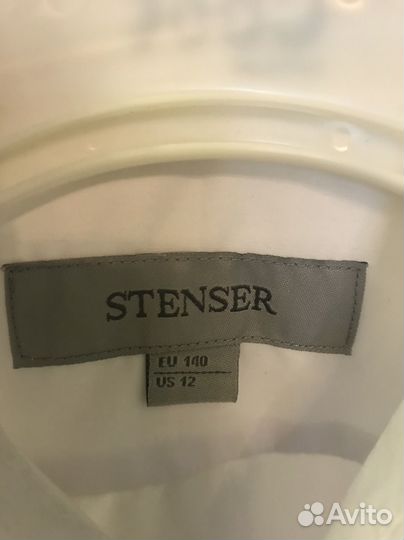 STENSER
EU 140
US 12
Avito